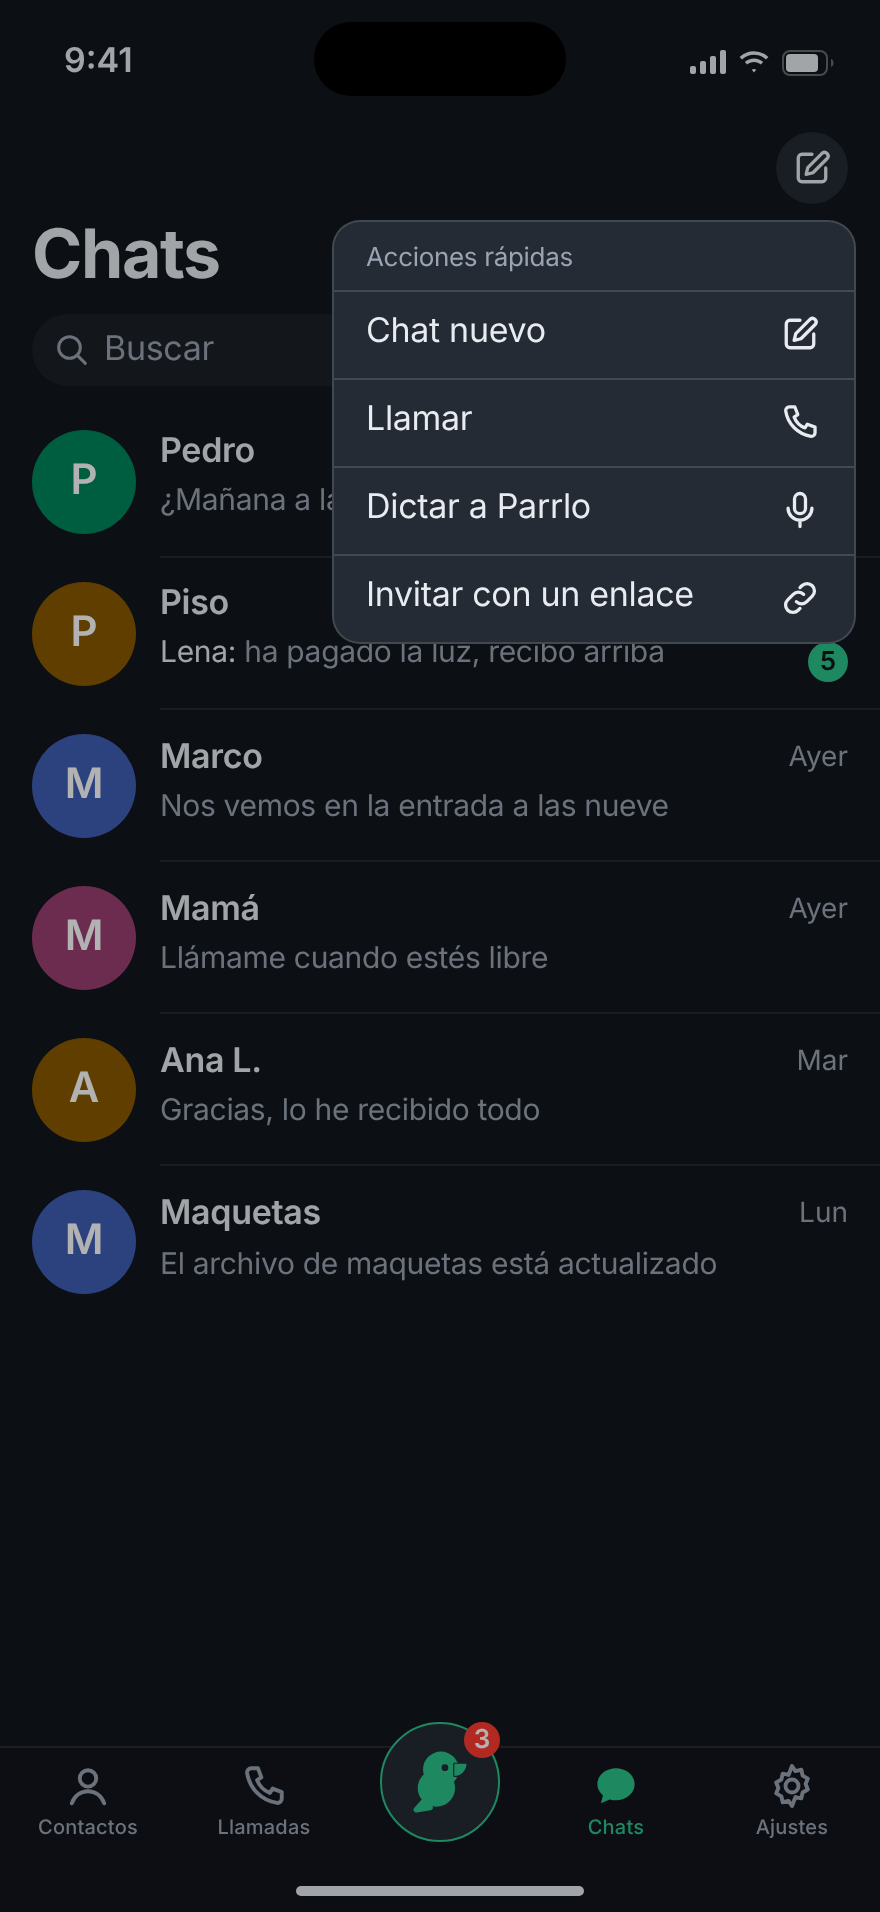 9:41
Chats
Acciones rápidas
Chat nuevo
Llamar
Dictar a Parrlo
Invitar con un enlace
Buscar
P
Pedro
¿Mañana a
P
Piso
Lena: ha pagado la luz, recibo arriba
5
M
Marco
Ayer
Nos vemos en la entrada a las nueve
M
Mamá
Ayer
Llámame cuando estés libre
A
Ana L.
Mar
Gracias, lo he recibido todo
M
Maquetas
Lun
El archivo de maquetas está actualizado
3
Contactos
Llamadas
Chats
Ajustes